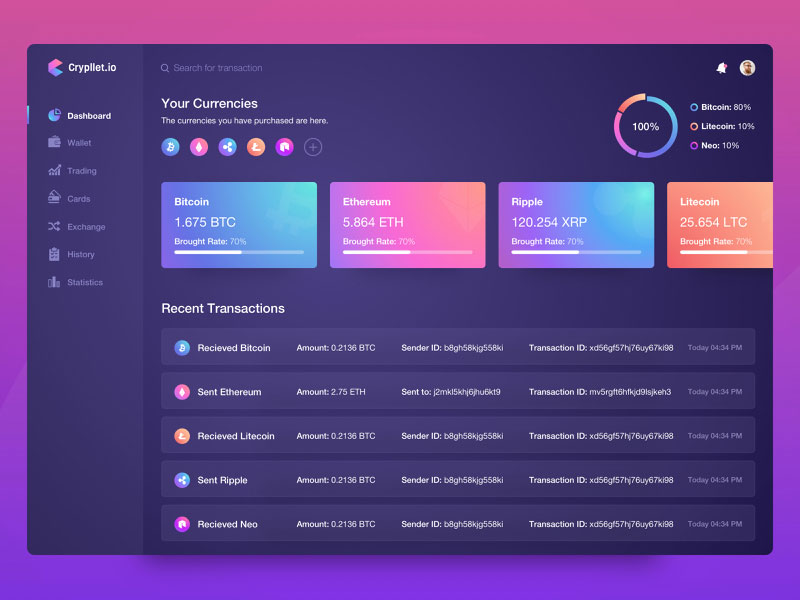 Crypllet.io
Search for transaction
Dashboard
Wallet
Trading
Cards
Exchange
History
Statistics
Your Currencies
The currencies you have purchased are here.
100%
Bitcoin: 80%
Litecoin: 10%
Neo: 10%
Bitcoin
1.675 BTC
Brought Rate: 70%
Ethereum
5.864 ETH
Brought Rate: 70%
Ripple
120.254 XRP
Brought Rate: 70%
Litecoin
25.654 LTC
Brought Rate: 70%
Recent Transactions
Recieved Bitcoin Amount: 0.2136 BTC Sender ID: b8gh58kjg558ki Transaction ID: xd56gf57hj76uy67ki98 Today 04:34 PM
Sent Ethereum Amount: 2.75 ETH Sent to: j2mkl5khj6jhu6kt9 Transaction ID: mv5rgft6hfkjd9lsjkeh3 Today 04:34 PM
Recieved Litecoin Amount: 0.2136 BTC Sender ID: b8gh58kjg558ki Transaction ID: xd56gf57hj76uy67ki98 Today 04:34 PM
Sent Ripple Amount: 0.2136 BTC Sender ID: b8gh58kjg558ki Transaction ID: xd56gf57hj76uy67ki98 Today 04:34 PM
Recieved Neo Amount: 0.2136 BTC Sender ID: b8gh58kjg558ki Transaction ID: xd56gf57hj76uy67ki98 Today 04:34 PM